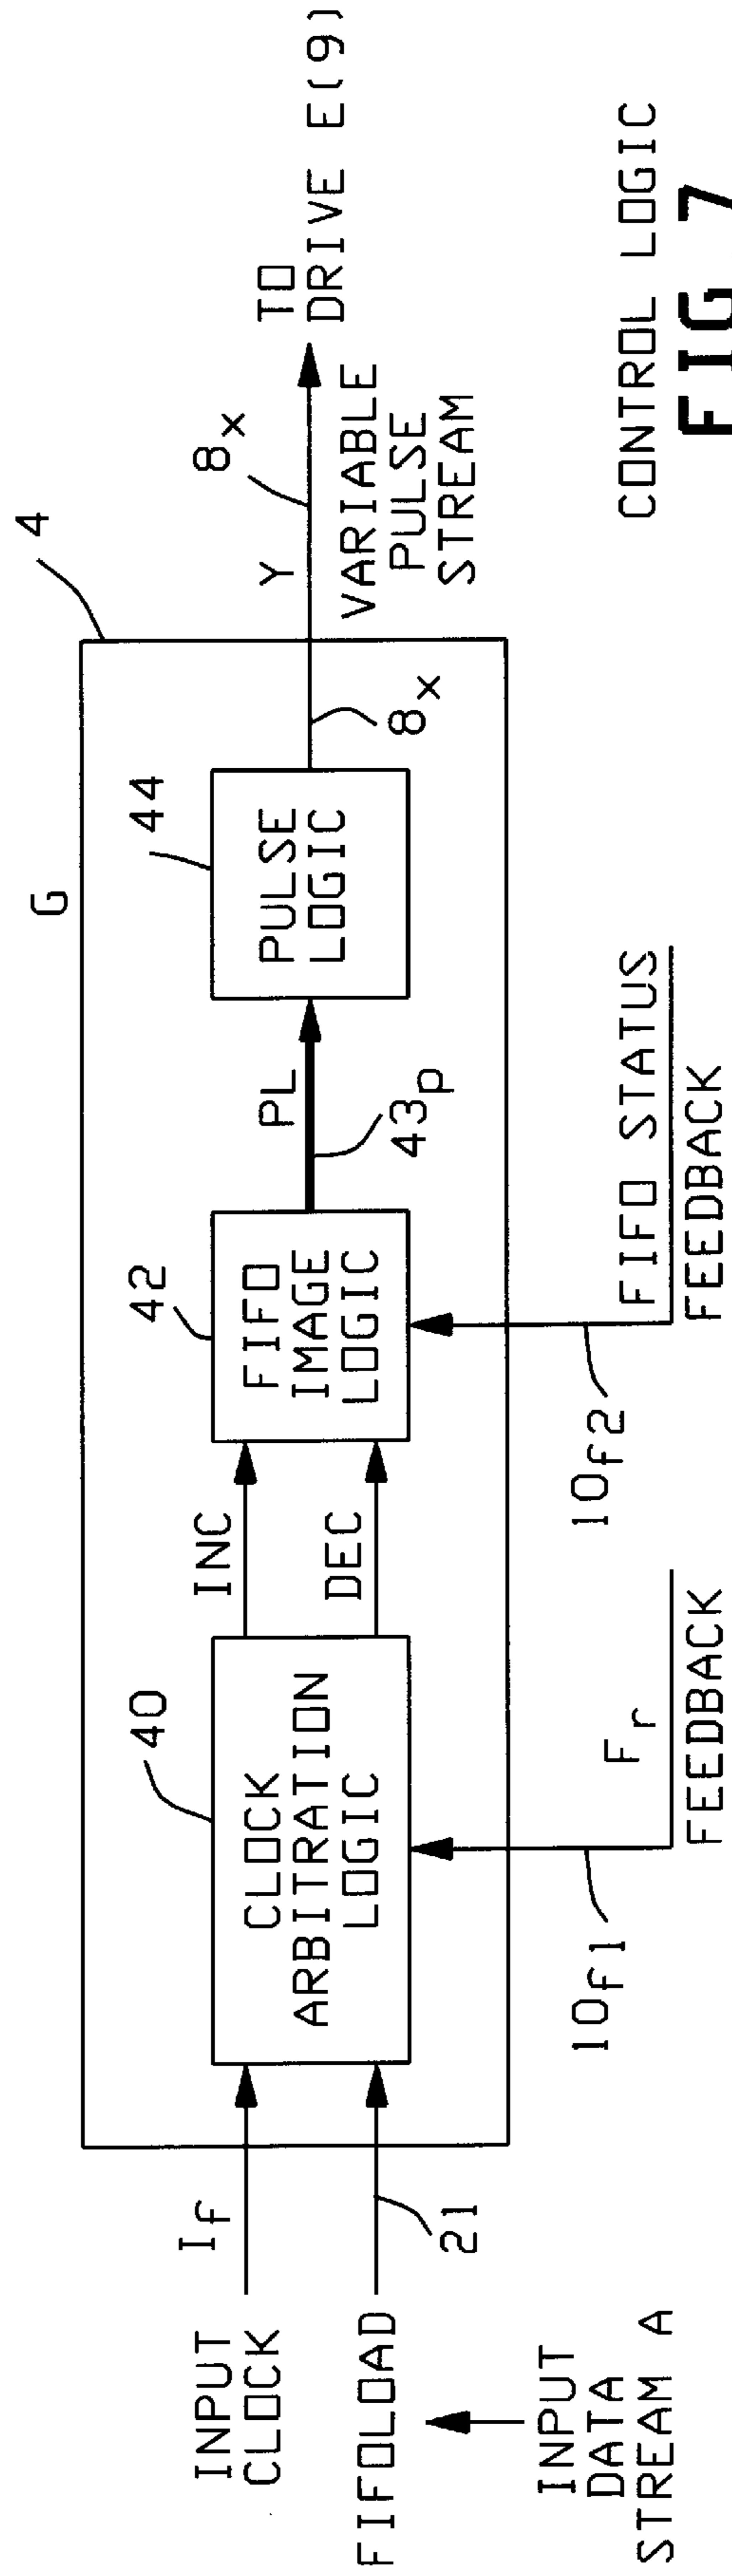 G
4
INPUT
CLOCK
If
FIFOLOAD
21
INPUT
DATA
STREAM A
40
CLOCK
ARBITRATION
LOGIC
INC
DEC
42
FIFO
IMAGE
LOGIC
PL
43p
44
PULSE
LOGIC
8x
Y
8x
VARIABLE
PULSE
STREAM
TO
DRIVE E(9)
10f1
Fr
FEEDBACK
10f2
FIFO STATUS
FEEDBACK
CONTROL LOGIC
FIG 7